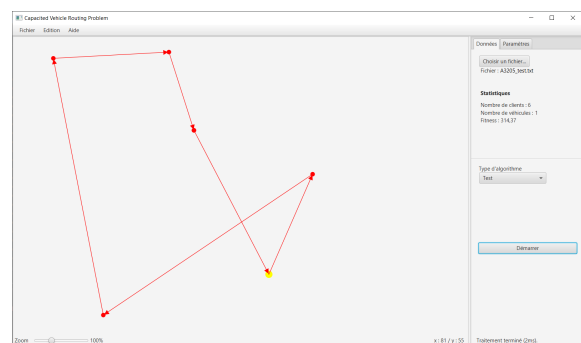 Capacited Vehicle Routing Problem
Fichier Edition Aide
Données Paramètres
Choisir un fichier...
Fichier : A3205_test.txt
Statistiques
Nombre de clients : 6
Nombre de véhicules : 1
Fitness : 314,37
Type d'algorithme
Test
Démarrer
Zoom 100% x : 81 / y : 55 Traitement terminé (2ms).